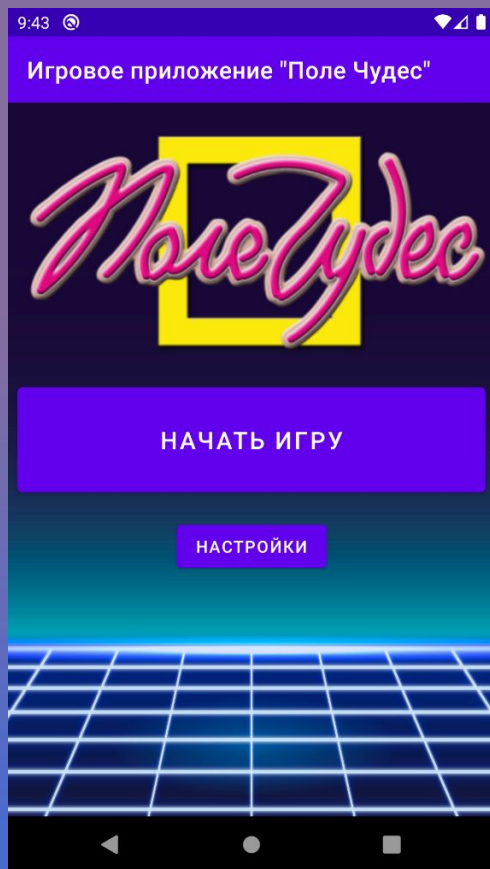 9:43
Игровое приложение "Поле Чудес"
Поле Чудес
НАЧАТЬ ИГРУ
НАСТРОЙКИ